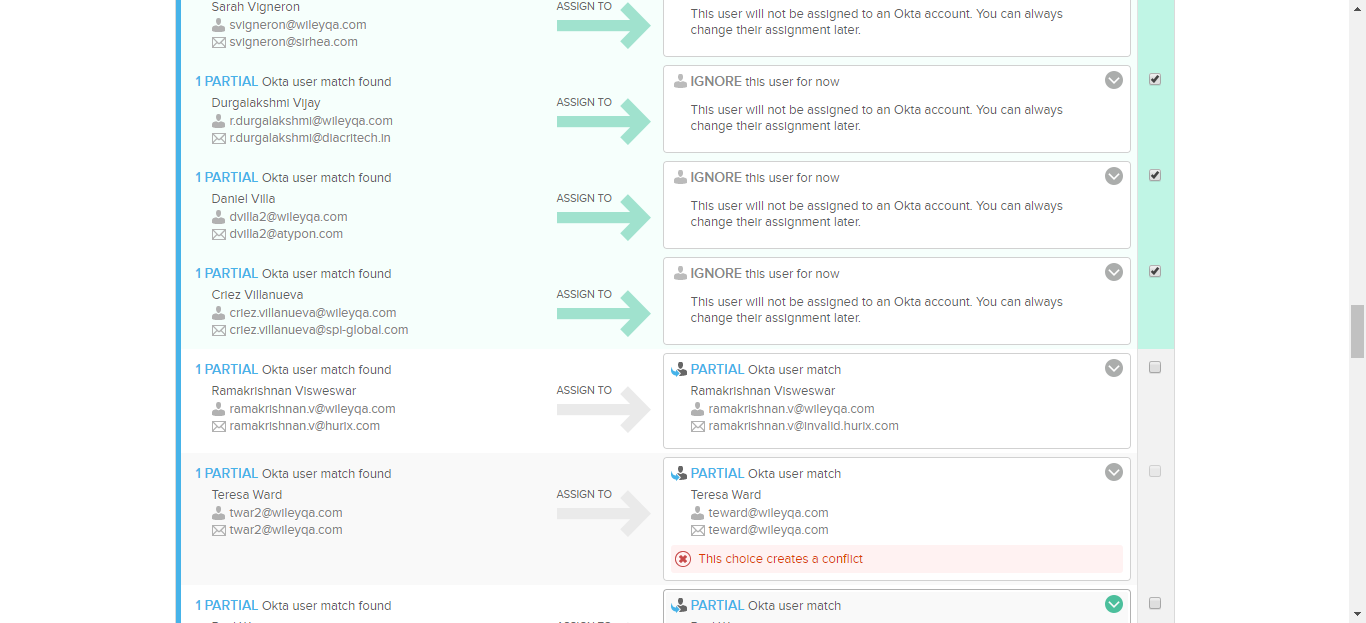 Sarah Vigneron
svigneron@wileyqa.com
svigneron@sirhea.com
ASSIGN TO
This user will not be assigned to an Okta account. You can always
change their assignment later.
1 PARTIAL Okta user match found
Durgalakshmi Vijay
r.durgalakshmi@wileyqa.com
r.durgalakshmi@diacritech.in
ASSIGN TO
IGNORE this user for now
This user will not be assigned to an Okta account. You can always
change their assignment later.
1 PARTIAL Okta user match found
Daniel Villa
dvilla2@wileyqa.com
dvilla2@atypon.com
ASSIGN TO
IGNORE this user for now
This user will not be assigned to an Okta account. You can always
change their assignment later.
1 PARTIAL Okta user match found
Criez Villanueva
criez.villanueva@wileyqa.com
criez.villanueva@spi-global.com
ASSIGN TO
IGNORE this user for now
This user will not be assigned to an Okta account. You can always
change their assignment later.
1 PARTIAL Okta user match found
Ramakrishnan Visweswar
ramakrishnan.v@wileyqa.com
ramakrishnan.v@hurix.com
ASSIGN TO
PARTIAL Okta user match
Ramakrishnan Visweswar
ramakrishnan.v@wileyqa.com
ramakrishnan.v@invalid.hurix.com
1 PARTIAL Okta user match found
Teresa Ward
twar2@wileyqa.com
twar2@wileyqa.com
ASSIGN TO
PARTIAL Okta user match
Teresa Ward
teward@wileyqa.com
teward@wileyqa.com
This choice creates a conflict
1 PARTIAL Okta user match found
PARTIAL Okta user match